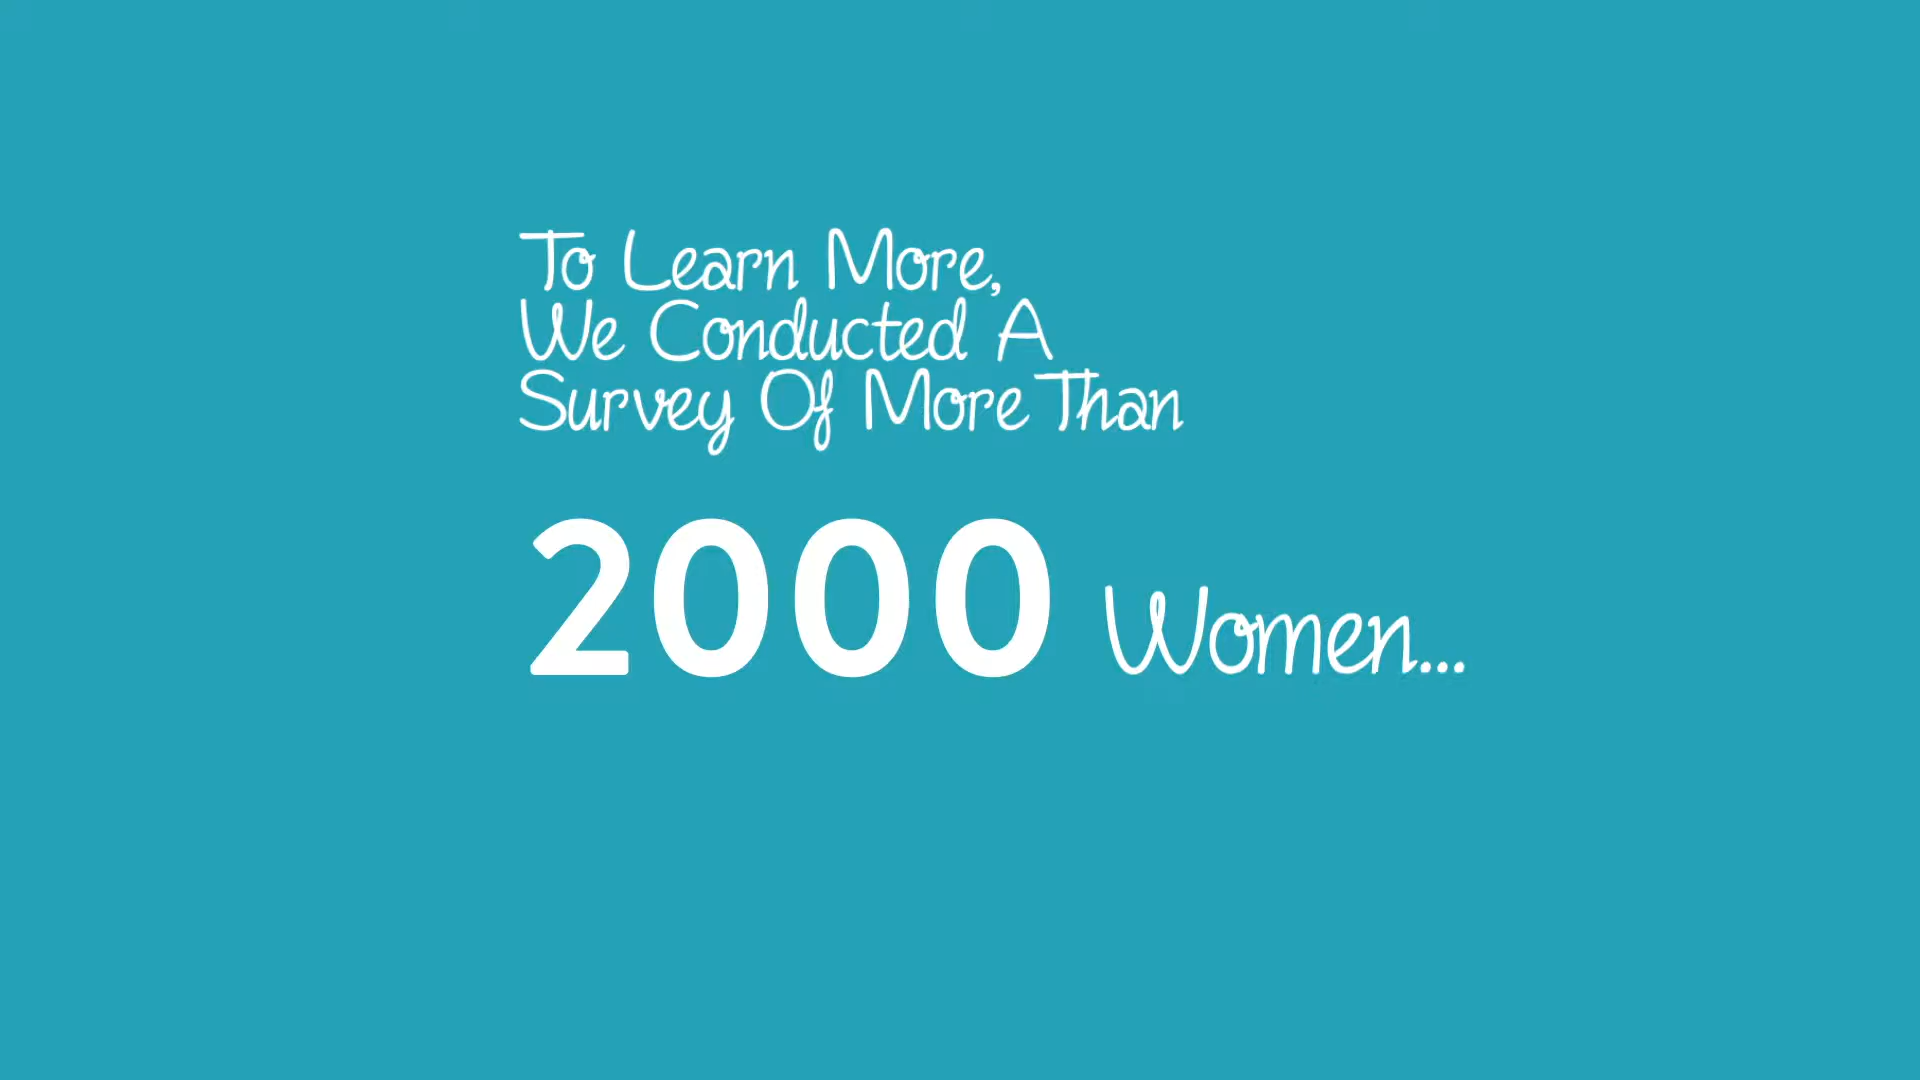 To Learn More,
We Conducted A
Survey Of More Than
2000 Women...